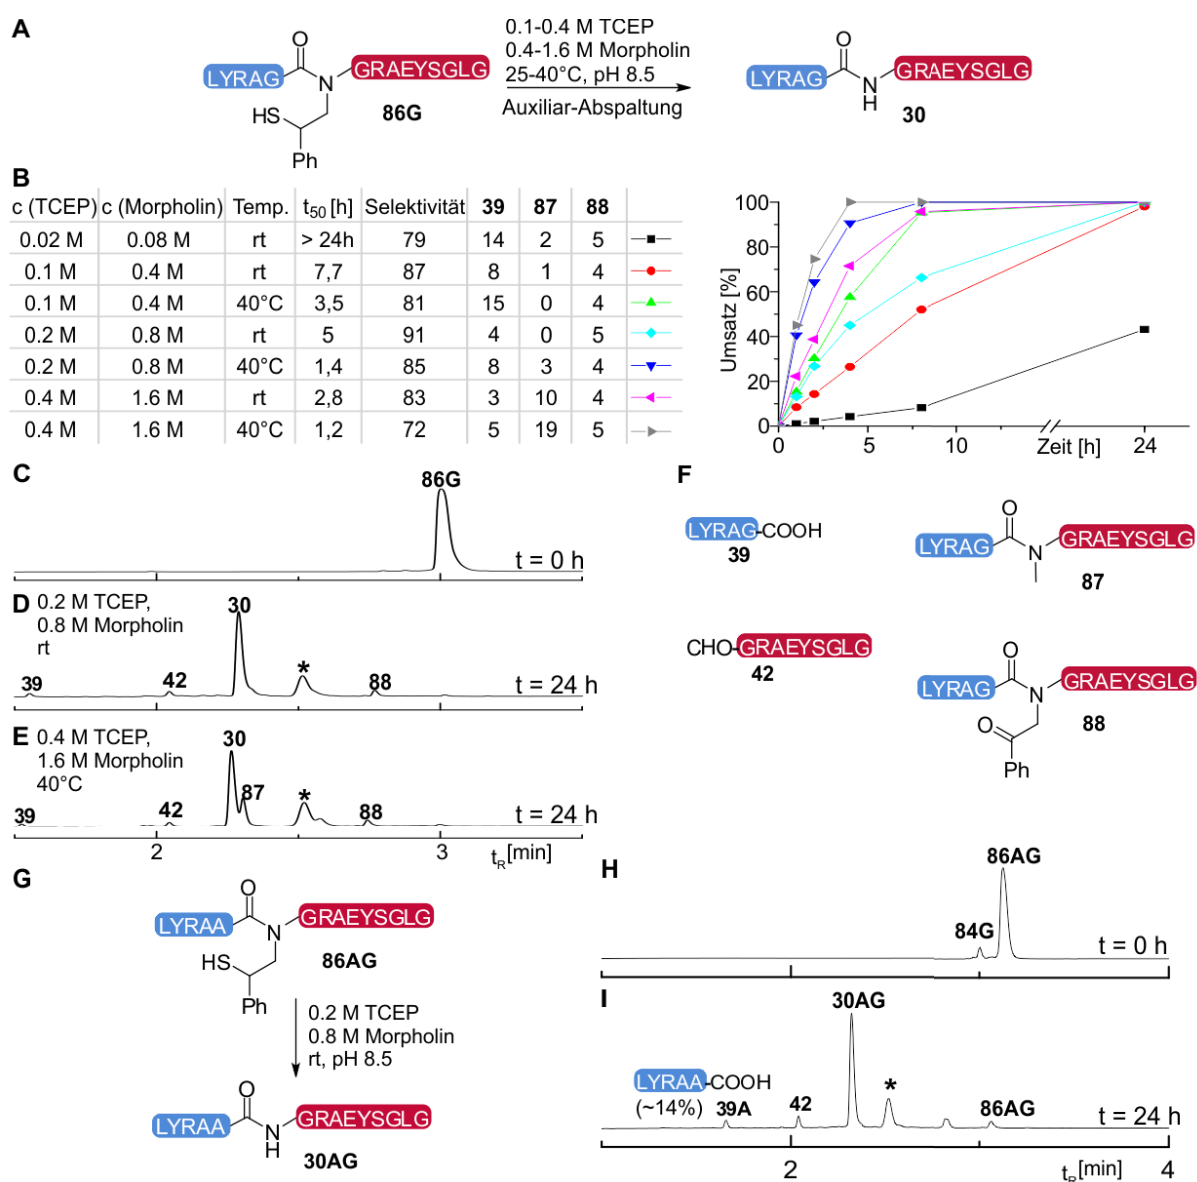 A
0.1-0.4 M TCEP
0.4-1.6 M Morpholin
25-40°C, pH 8.5
Auxiliar-Abspaltung
O
LYRAG
N
GRAEYSGLG
HS
Ph
86G
O
LYRAG
N
H
GRAEYSGLG
30
B
c (TCEP) c (Morpholin) Temp. t50 [h] Selektivität 39 87 88
0.02 M 0.08 M rt > 24h 79 14 2 5
0.1 M 0.4 M rt 7,7 87 8 1 4
0.1 M 0.4 M 40°C 3,5 81 15 0 4
0.2 M 0.8 M rt 5 91 4 0 5
0.2 M 0.8 M 40°C 1,4 85 8 3 4
0.4 M 1.6 M rt 2,8 83 3 10 4
0.4 M 1.6 M 40°C 1,2 72 5 19 5
Umsatz [%]
100
80
60
40
20
0
0 5 10 Zeit [h] 24
C
86G
t = 0 h
D 0.2 M TCEP,
0.8 M Morpholin
rt
39 42 30 * 88
t = 24 h
E 0.4 M TCEP,
1.6 M Morpholin
40°C
39 42 30 87 * 88
t = 24 h
2 3 tR[min]
F
LYRAG-COOH
39
O
LYRAG
N
GRAEYSGLG
87
CHO-GRAEYSGLG
42
O
LYRAG
N
GRAEYSGLG
O
Ph
88
G
O
LYRAA
N
GRAEYSGLG
HS
Ph
86AG
0.2 M TCEP
0.8 M Morpholin
rt, pH 8.5
O
LYRAA
N
H
GRAEYSGLG
30AG
H
86AG
84G
t = 0 h
I
30AG
LYRAA-COOH
(~14%) 39A 42 * 86AG
t = 24 h
2 tR[min] 4